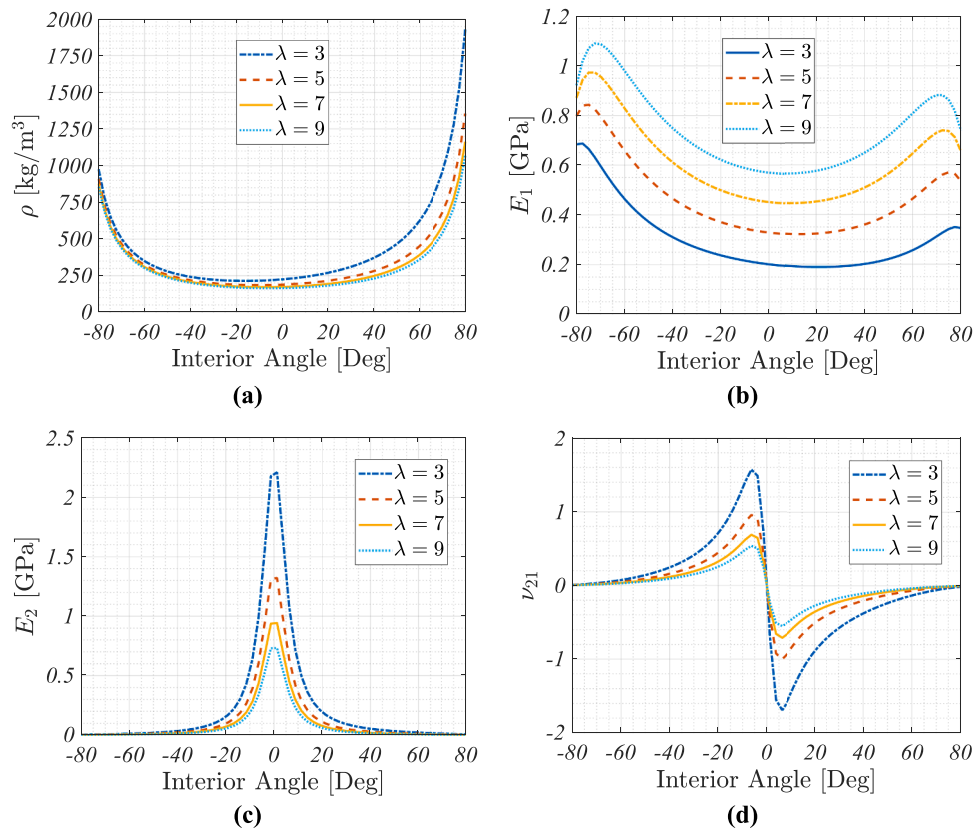 2000
1750
1500
1250
1000
750
500
250
0
ρ [kg/m³]
λ = 3
λ = 5
λ = 7
λ = 9
-80 -60 -40 -20 0 20 40 60 80
Interior Angle [Deg]
(a)
1.2
1
0.8
0.6
0.4
0.2
0
E₁ [GPa]
λ = 3
λ = 5
λ = 7
λ = 9
-80 -60 -40 -20 0 20 40 60 80
Interior Angle [Deg]
(b)
2.5
2
1.5
1
0.5
0
E₂ [GPa]
λ = 3
λ = 5
λ = 7
λ = 9
-80 -60 -40 -20 0 20 40 60 80
Interior Angle [Deg]
(c)
2
1
0
-1
-2
ν₂₁
λ = 3
λ = 5
λ = 7
λ = 9
-80 -60 -40 -20 0 20 40 60 80
Interior Angle [Deg]
(d)